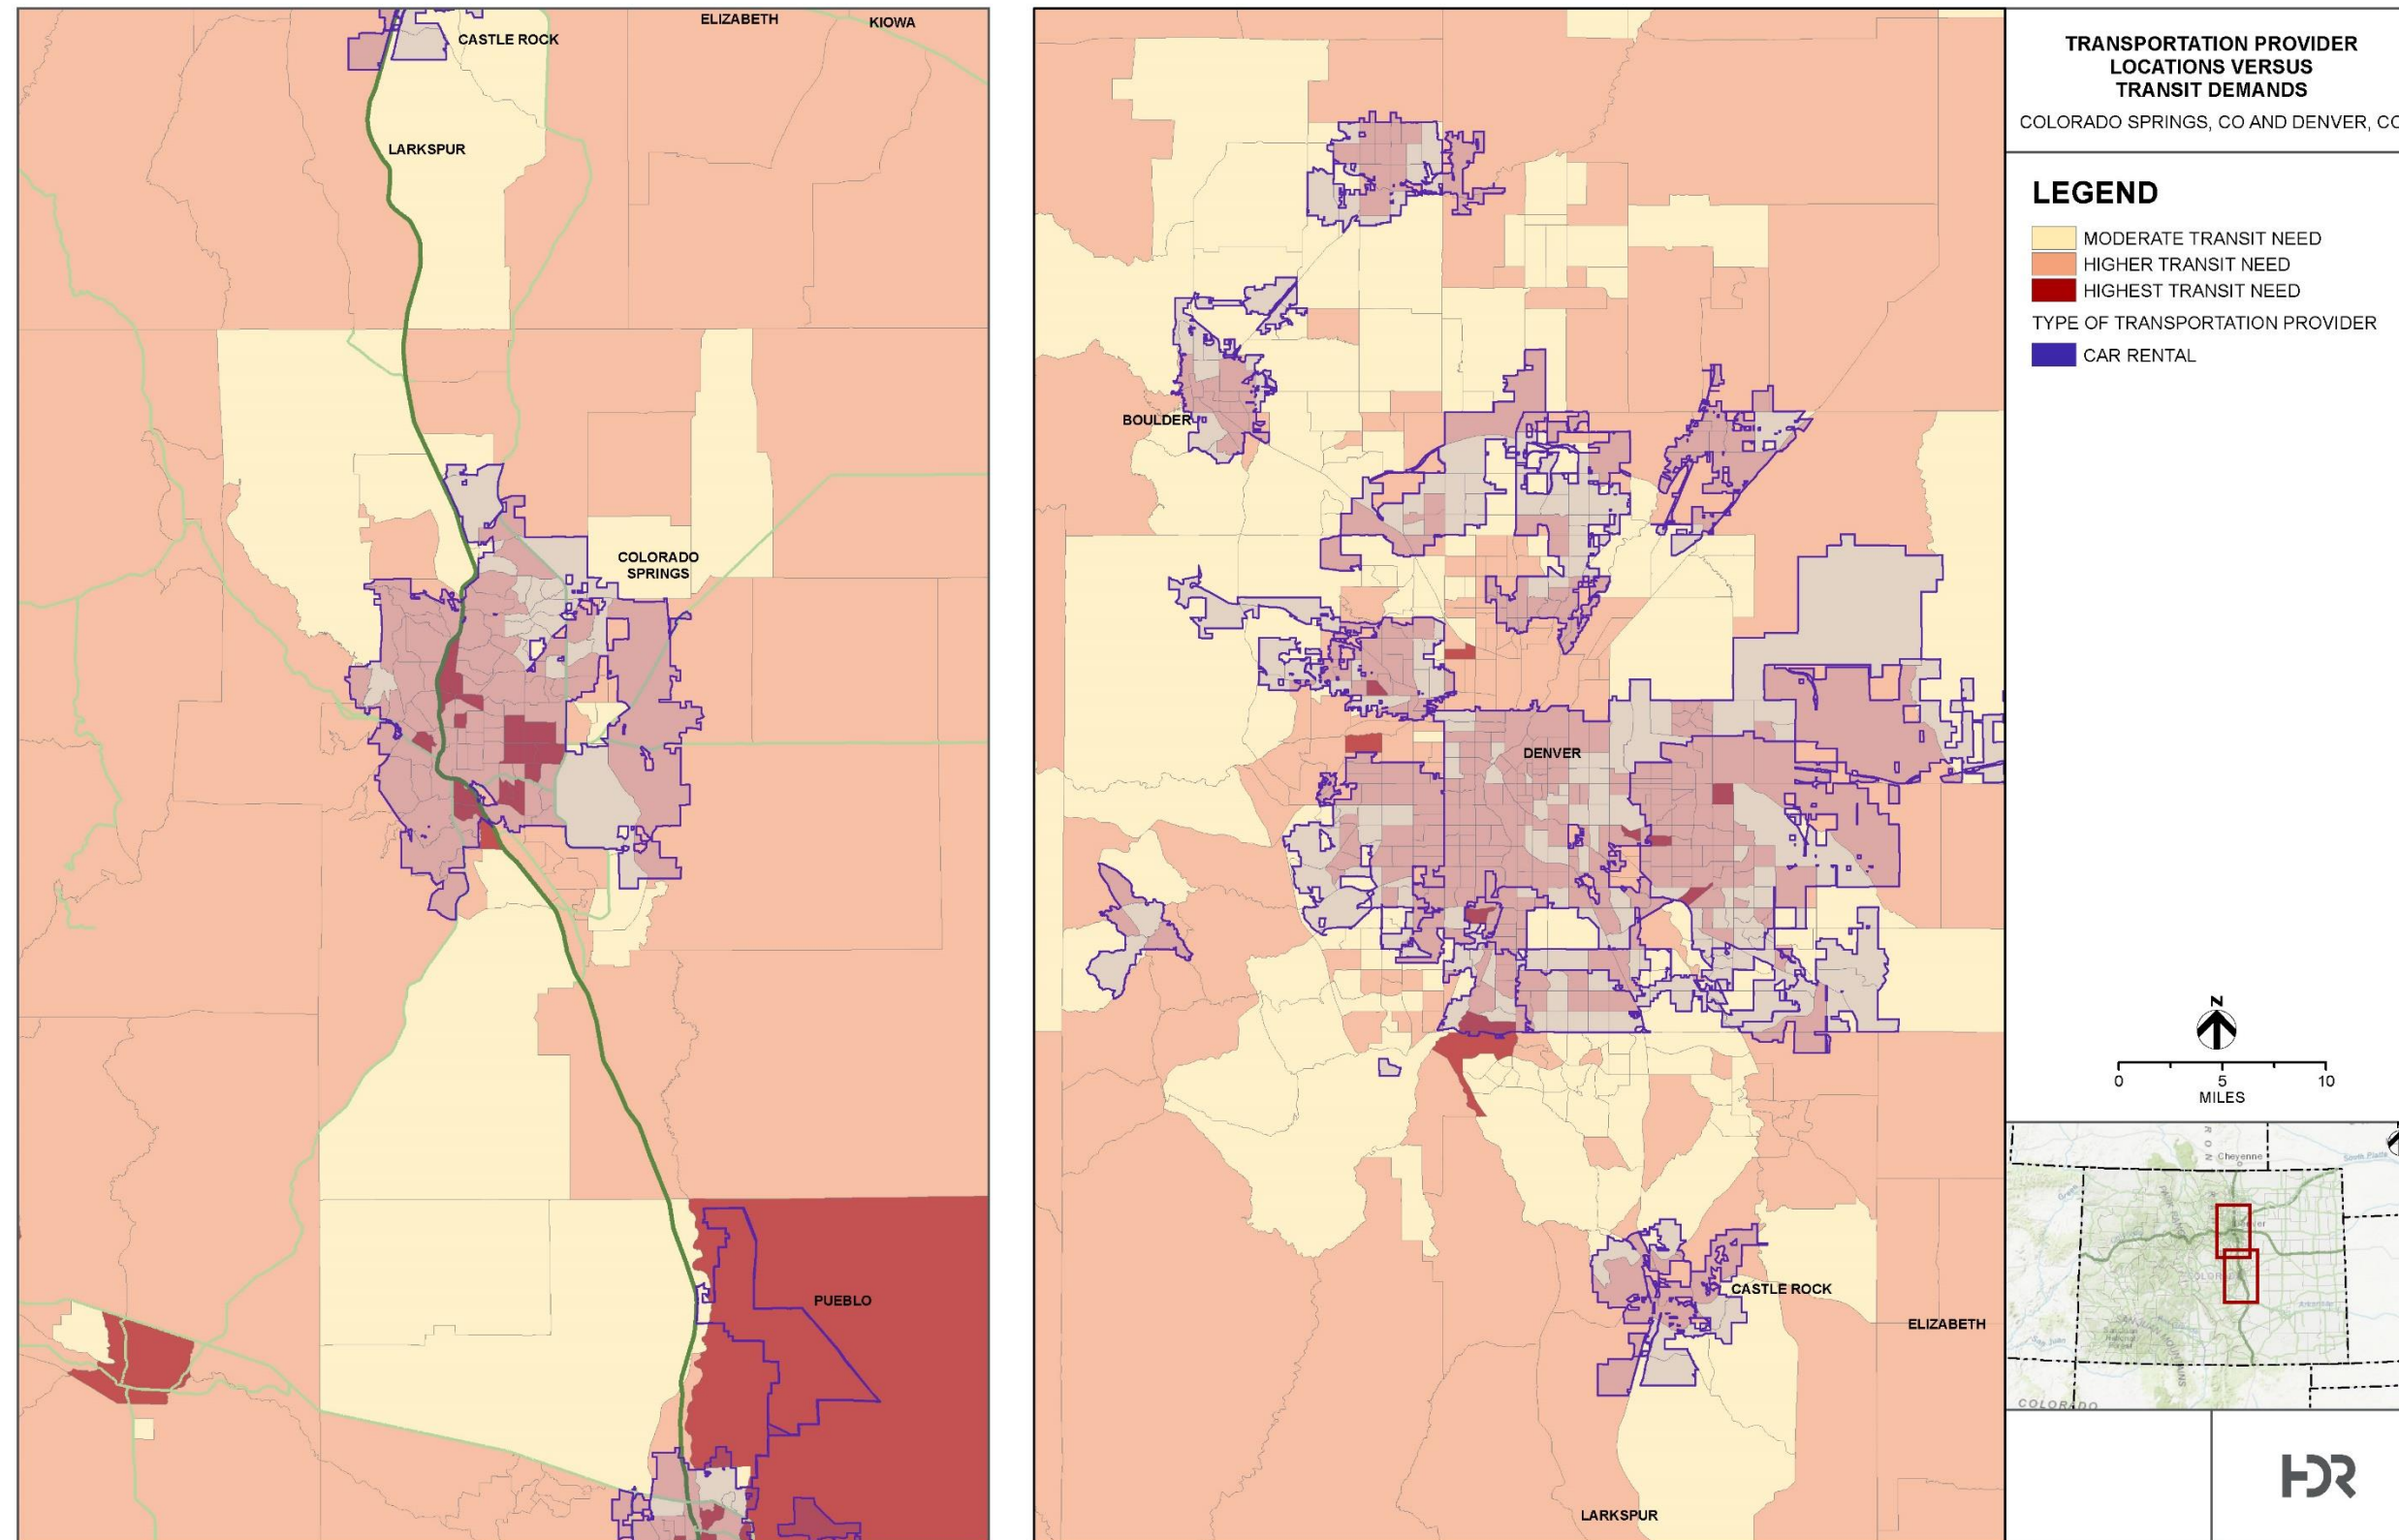 ELIZABETH
KIOWA
CASTLE ROCK
LARKSPUR
COLORADO
SPRINGS
PUEBLO
BOULDER
DENVER
CASTLE ROCK
ELIZABETH
LARKSPUR
TRANSPORTATION PROVIDER
LOCATIONS VERSUS
TRANSIT DEMANDS
COLORADO SPRINGS, CO AND DENVER, CO
LEGEND
MODERATE TRANSIT NEED
HIGHER TRANSIT NEED
HIGHEST TRANSIT NEED
TYPE OF TRANSPORTATION PROVIDER
CAR RENTAL
N
0 5 10
MILES
Cheyenne
South Platte
COLORADO
HDR